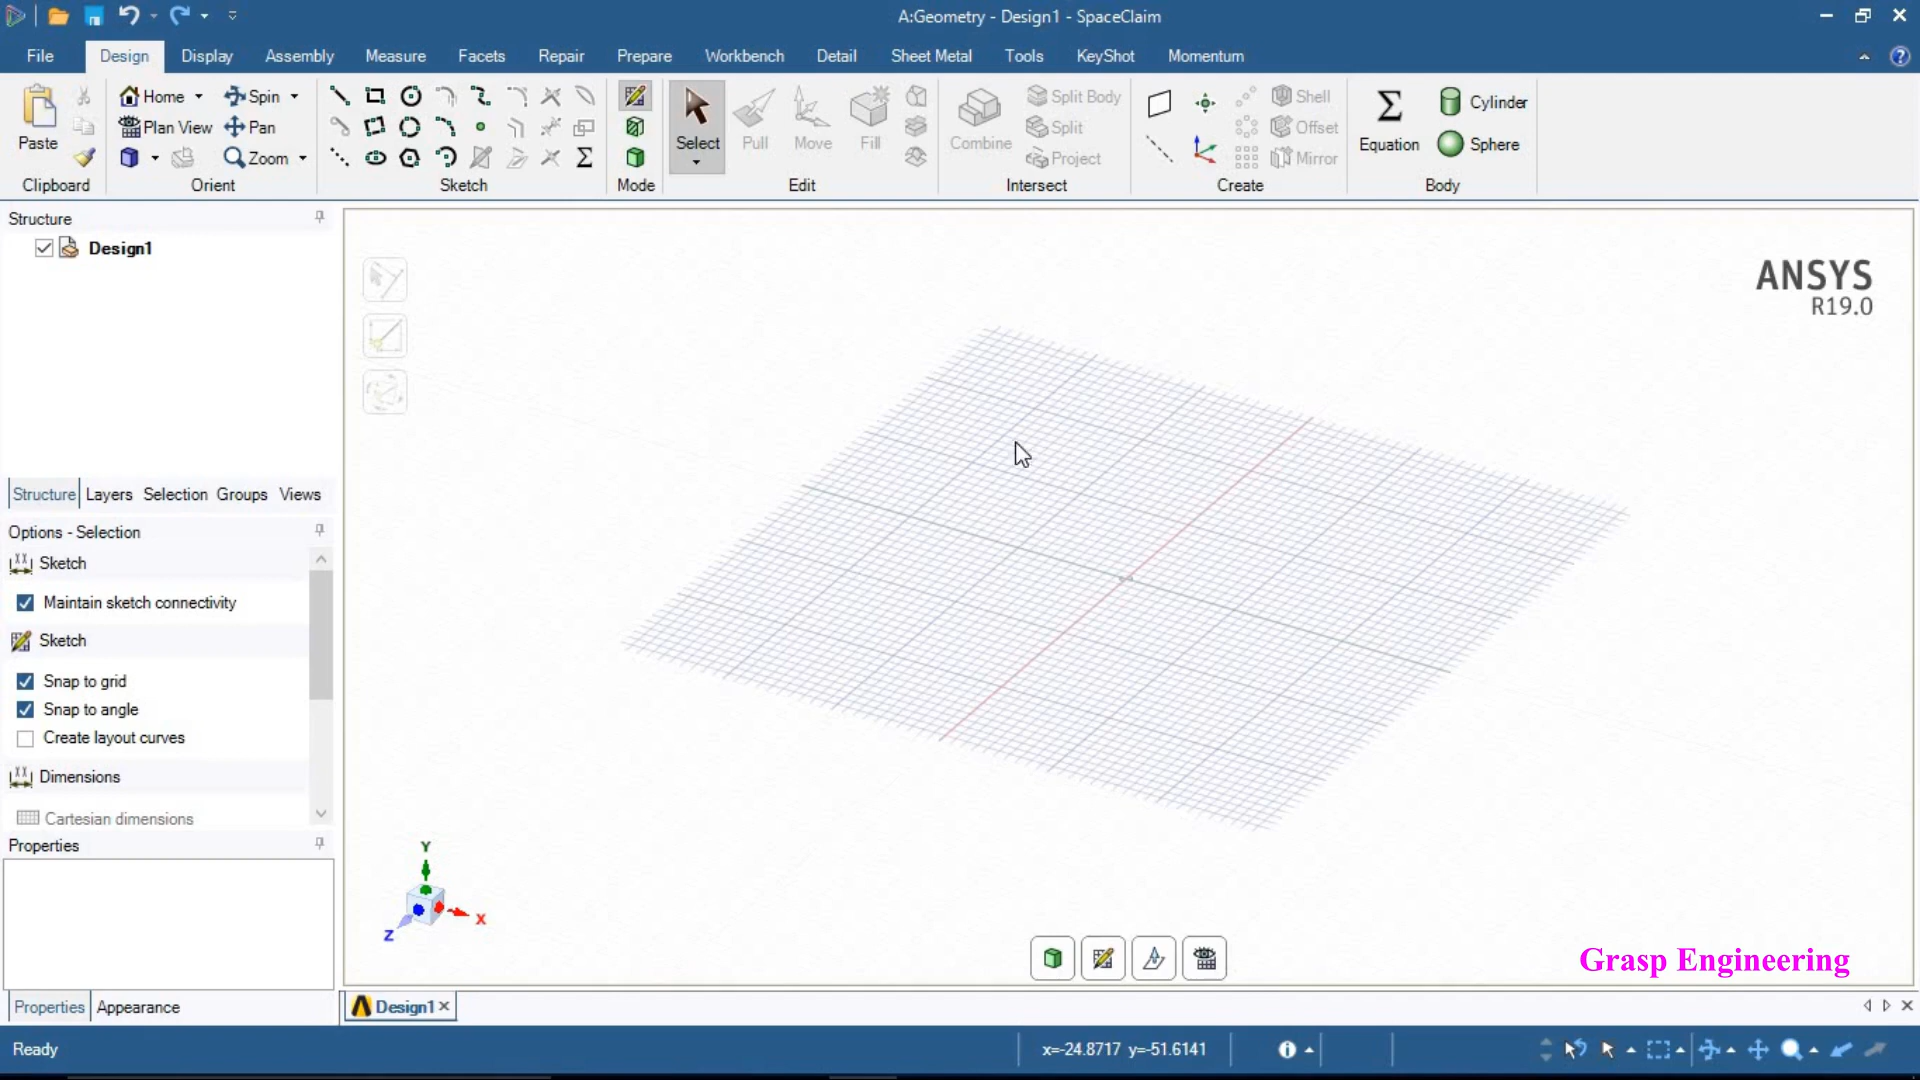 A:Geometry - Design1 - SpaceClaim
File Design Display Assembly Measure Facets Repair Prepare Workbench Detail Sheet Metal Tools KeyShot Momentum
Paste
Clipboard
Home Spin
Plan View Pan
Zoom
Orient
Sketch
Mode
Select Pull Move Fill
Edit
Combine
Split Body
Split
Project
Intersect
Shell
Offset
Mirror
Create
Equation
Cylinder
Sphere
Body
Structure
Design1
Structure Layers Selection Groups Views
Options - Selection
Sketch
Maintain sketch connectivity
Sketch
Snap to grid
Snap to angle
Create layout curves
Dimensions
Cartesian dimensions
Properties
Properties Appearance
ANSYS
R19.0
Y
X
Z
Grasp Engineering
Design1
Ready
x=-24.8717 y=-51.6141